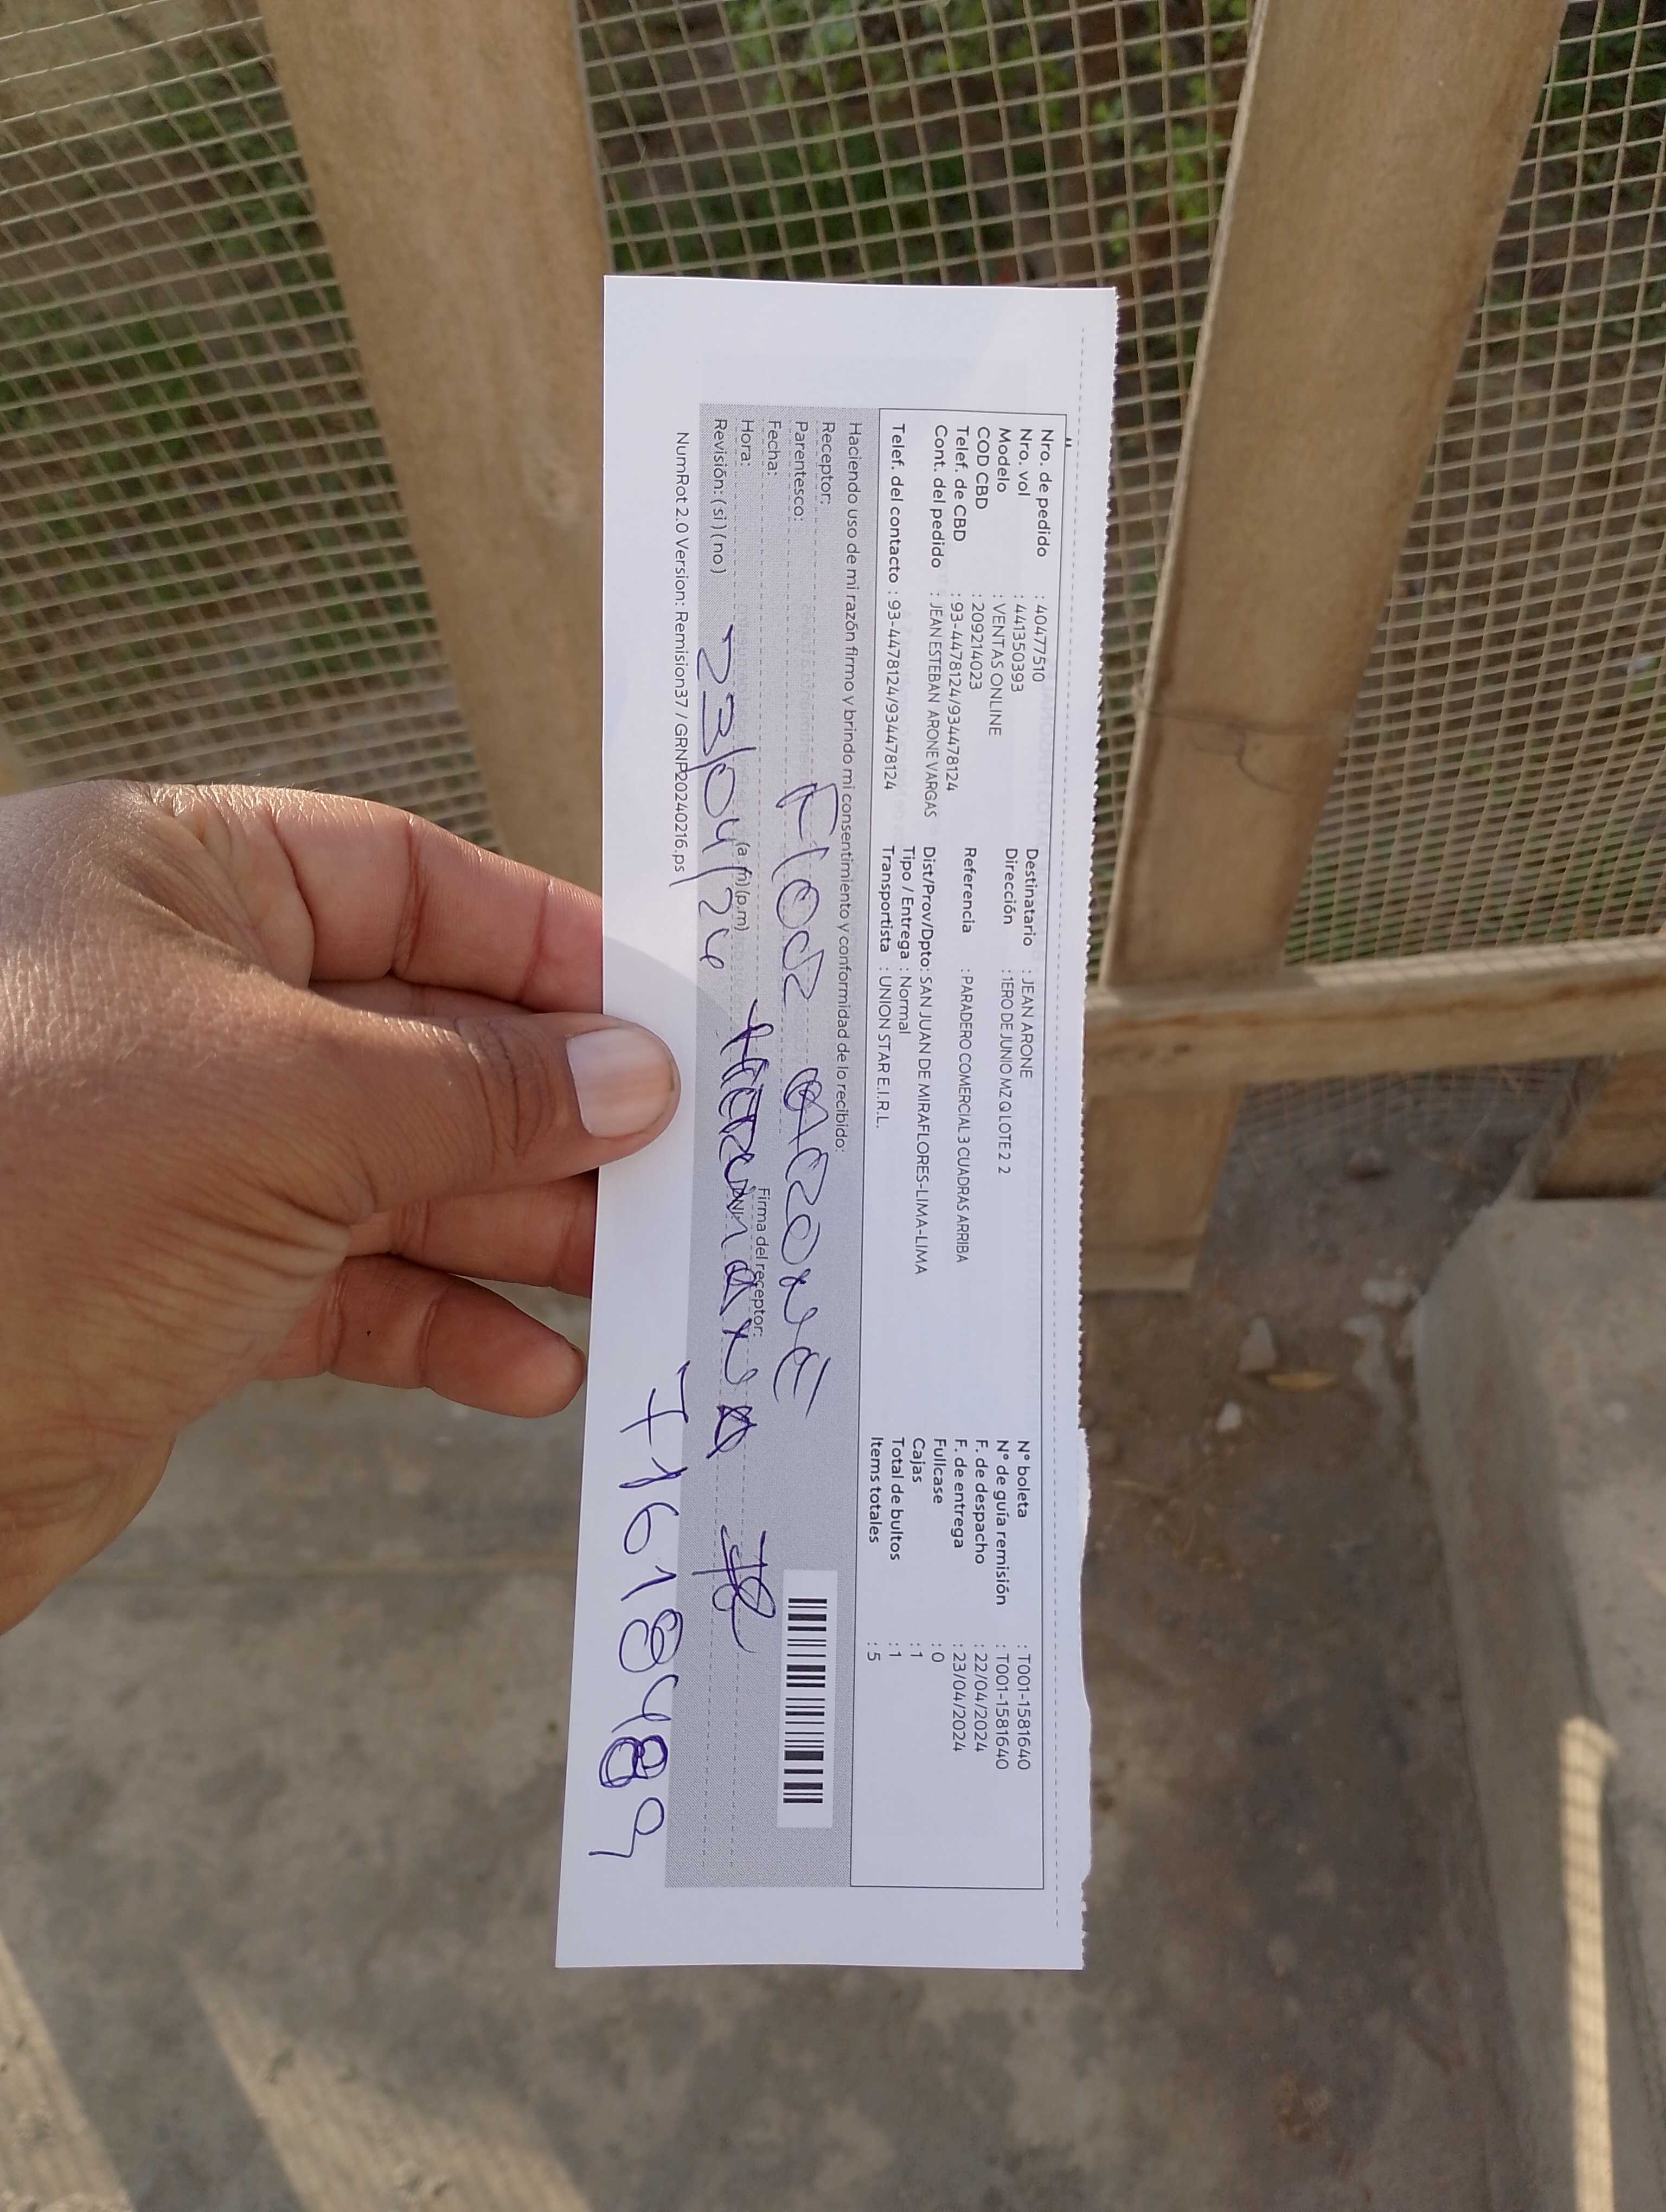 Nro. de pedido : 40477510
Nro. vol : 441350393
Modelo : VENTAS ONLINE
COD CBD : 209214023
Telef. de CBD : 93-4478124/934478124
Cont. del pedido : JEAN ESTEBAN ARONE VARGAS
Telef. del contacto : 93-4478124/934478124
Destinatario : JEAN ARONE
Dirección : 1ERO DE JUNIO MZ Q LOTE 2 2
Referencia : PARADERO COMERCIAL 3 CUADRAS ARRIBA
Dist/Prov/Dpto: SAN JUAN DE MIRAFLORES-LIMA-LIMA
Tipo / Entrega : Normal
Transportista : UNION STAR E.I.R.L.
N° boleta : T001-1581640
N° de guía remisión : T001-1581640
F. de despacho : 22/04/2024
F. de entrega : 23/04/2024
Fullcase : 0
Cajas : 1
Total de bultos : 1
Items totales : 5
Haciendo uso de mi razón firmo y brindo mi consentimiento y conformidad de lo recibido:
Receptor:
Parentesco:
ARONE
Fecha:
Hora: (a.m)(p.m)
Firma del receptor:
Revisión: ( si ) ( no )
23/04/24
71618489
NumRot 2.0 Version: Remision37 / GRNP20240216.ps